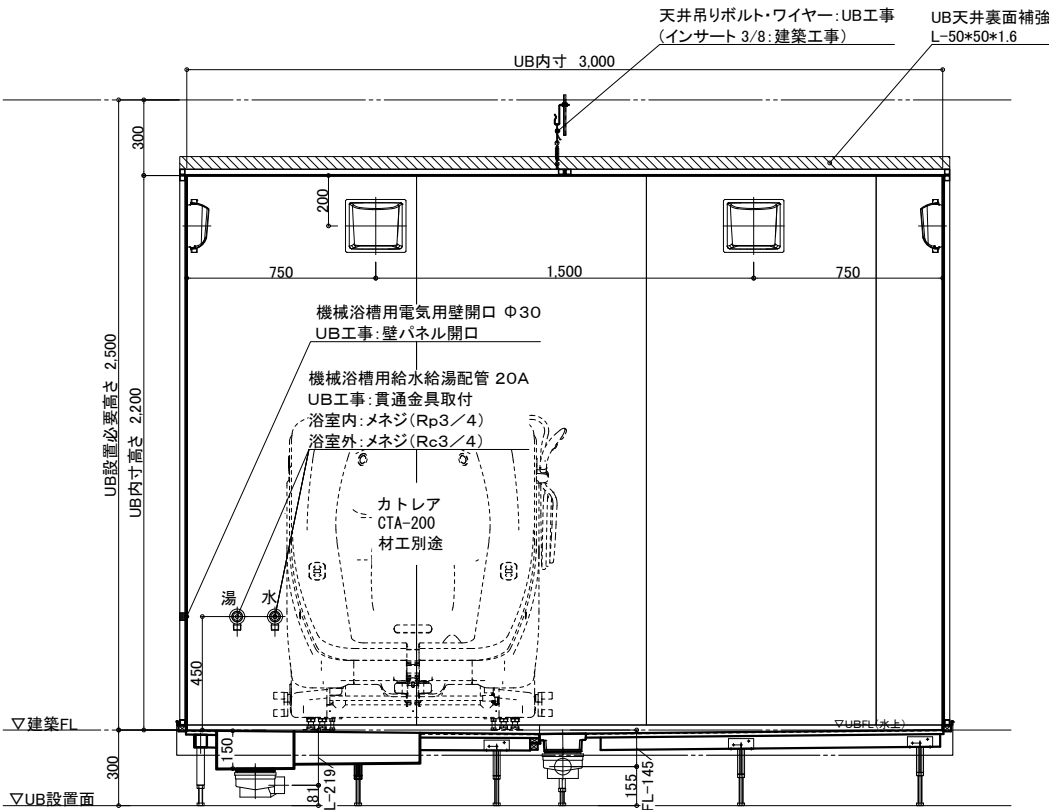 天井吊りボルト・ワイヤー:UB工事
(インサート 3/8:建築工事)
UB天井裏面補強
L-50*50*1.6
UB内寸 3,000
300
200
750
1,500
750
機械浴槽用電気用壁開口 Φ30
UB工事:壁パネル開口
機械浴槽用給水給湯配管 20A
UB工事:貫通金具取付
浴室内:メネジ(Rp3/4)
浴室外:メネジ(Rc3/4)
UB設置必要高さ 2,500
UB内寸高さ 2,200
カトレア
CTA-200
材工別途
湯
水
450
▽建築FL
▽UBFL(水上)
300
150
81
L-219
155
FL-145
▽UB設置面